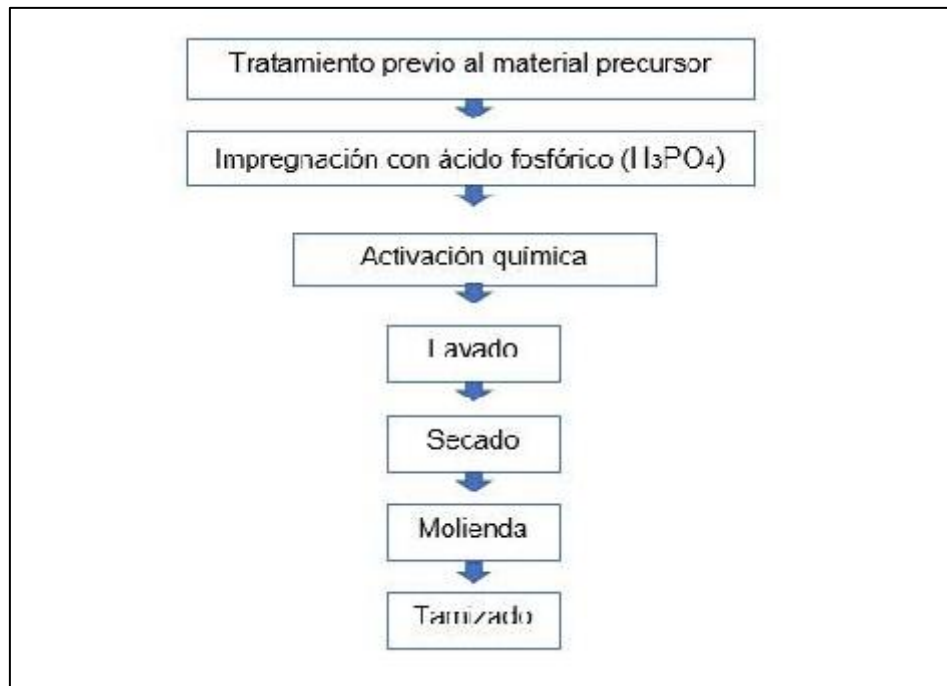 Tratamiento previo al material precursor
Impregnación con ácido fosfórico (H₃PO₄)
Activación química
Lavado
Secado
Molienda
Tamizado